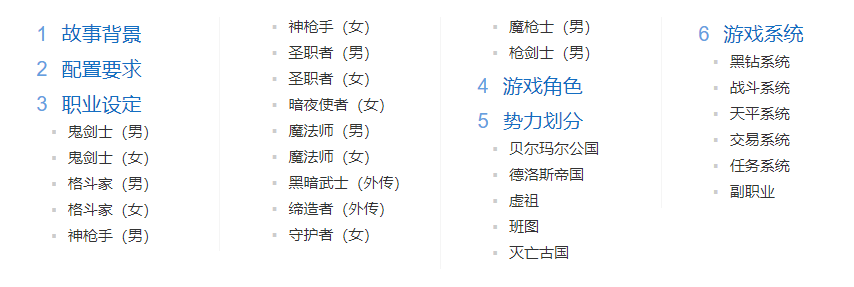 1 故事背景
2 配置要求
3 职业设定
鬼剑士（男）
鬼剑士（女）
格斗家（男）
格斗家（女）
神枪手（男）
神枪手（女）
圣职者（男）
圣职者（女）
暗夜使者（女）
魔法师（男）
魔法师（女）
黑暗武士（外传）
缔造者（外传）
守护者（女）
魔枪士（男）
枪剑士（男）
4 游戏角色
5 势力划分
贝尔玛尔公国
德洛斯帝国
虚祖
班图
灭亡古国
6 游戏系统
黑钻系统
战斗系统
天平系统
交易系统
任务系统
副职业